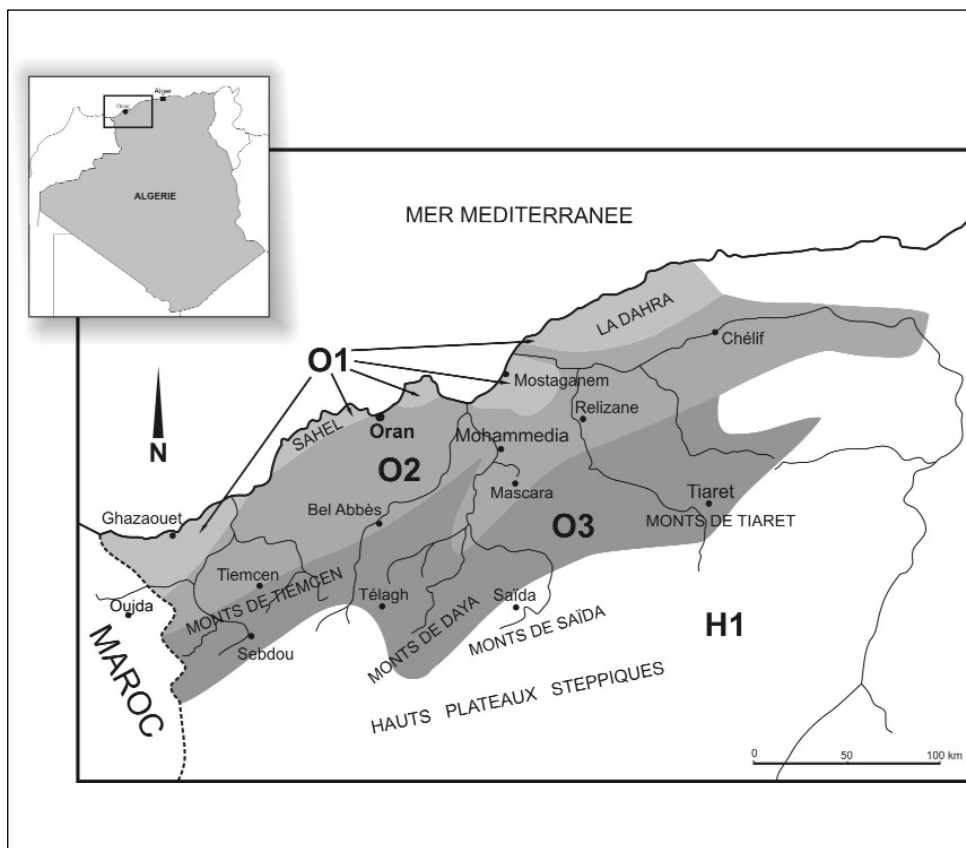 Alger
Oran
ALGERIE
MER MEDITERRANEE
LA DAHRA
Chélif
O1
Mostaganem
Relizane
SAHEL
Oran
N
O2
Mohammedia
Mascara
Ghazaouet
Bel Abbès
O3
Tiaret
MONTS DE TIARET
Tiemcen
MONTS DE TIEMCEN
Télagh
Saïda
Oujda
MONTS DE DAYA
MONTS DE SAÏDA
H1
Sebdou
MAROC
HAUTS PLATEAUX STEPPIQUES
0 50 100 km